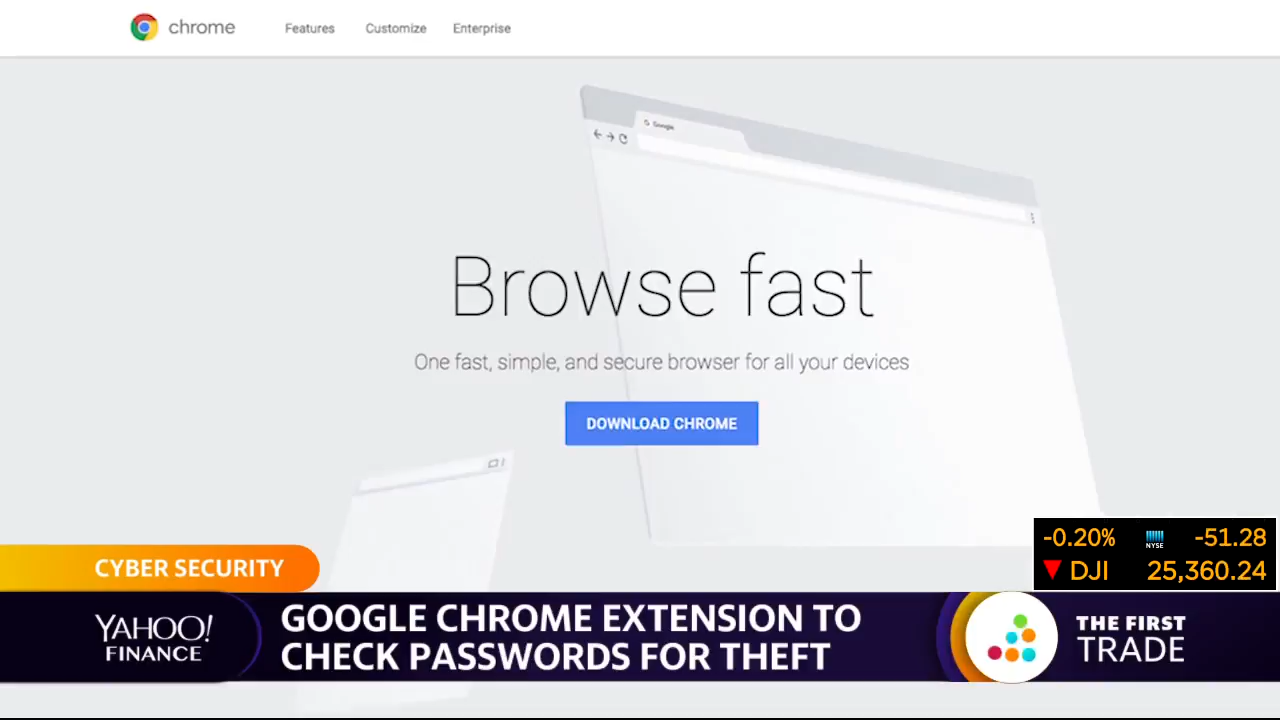 chrome Features Customize Enterprise
G Google
Browse fast
One fast, simple, and secure browser for all your devices
DOWNLOAD CHROME
-0.20% NYSE -51.28
DJI 25,360.24
CYBER SECURITY
YAHOO!
FINANCE
GOOGLE CHROME EXTENSION TO
CHECK PASSWORDS FOR THEFT
THE FIRST
TRADE